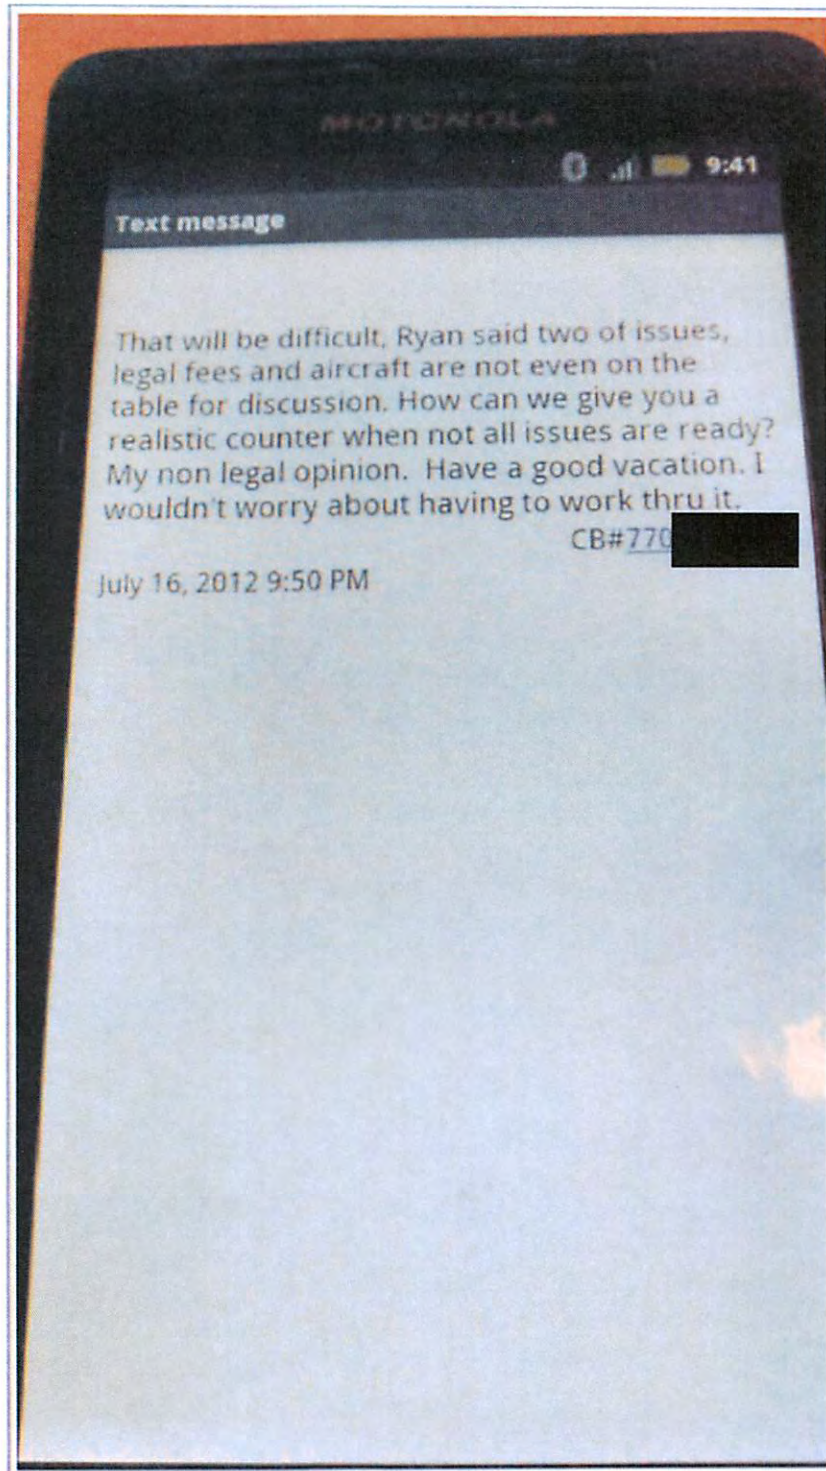 MOTOROLA
9:41
Text message
That will be difficult, Ryan said two of issues,
legal fees and aircraft are not even on the
table for discussion. How can we give you a
realistic counter when not all issues are ready?
My non legal opinion.  Have a good vacation. I
wouldn't worry about having to work thru it.
CB#770
July 16, 2012 9:50 PM